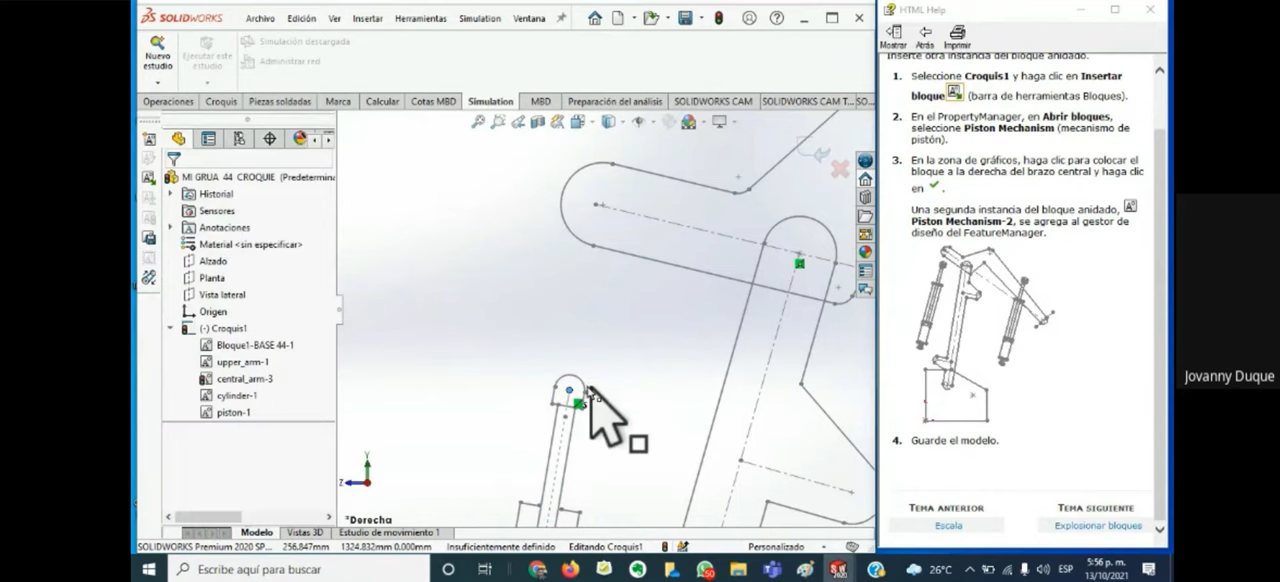 SOLIDWORKS
Archivo Edición Ver Insertar Herramientas Simulation Ventana
Nuevo estudio
Ejecutar este estudio
Simulación descargada
Administrar red
Operaciones Croquis Piezas soldadas Marca Calcular Cotas MBD Simulation MBD Preparación del análisis SOLIDWORKS CAM SOLIDWORKS CAM T... SO...
MI GRUA 44 CROQUIE (Predetermina
Historial
Sensores
Anotaciones
Material <sin especificar>
Alzado
Planta
Vista lateral
Origen
(-) Croquis1
Bloque1-BASE 44-1
upper_arm-1
central_arm-3
cylinder-1
piston-1
Y
Z
*Derecha
Modelo Vistas 3D Estudio de movimiento 1
SOLIDWORKS Premium 2020 SP... 256.847mm 1324.832mm 0.000mm Insuficientemente definido Editando Croquis1 Personalizado
HTML Help
Mostrar Atrás Imprimir
Inserte otra instancia del bloque anidado.
1. Seleccione Croquis1 y haga clic en Insertar
bloque (barra de herramientas Bloques).
2. En el PropertyManager, en Abrir bloques,
seleccione Piston Mechanism (mecanismo de
pistón).
3. En la zona de gráficos, haga clic para colocar el
bloque a la derecha del brazo central y haga clic
en .
Una segunda instancia del bloque anidado,
Piston Mechanism-2, se agrega al gestor de
diseño del FeatureManager.
4. Guarde el modelo.
TEMA ANTERIOR TEMA SIGUIENTE
Escala Explosionar bloques
Jovanny Duque
Escribe aquí para buscar
50
2020
26°C
ESP
5:56 p. m.
13/10/2021